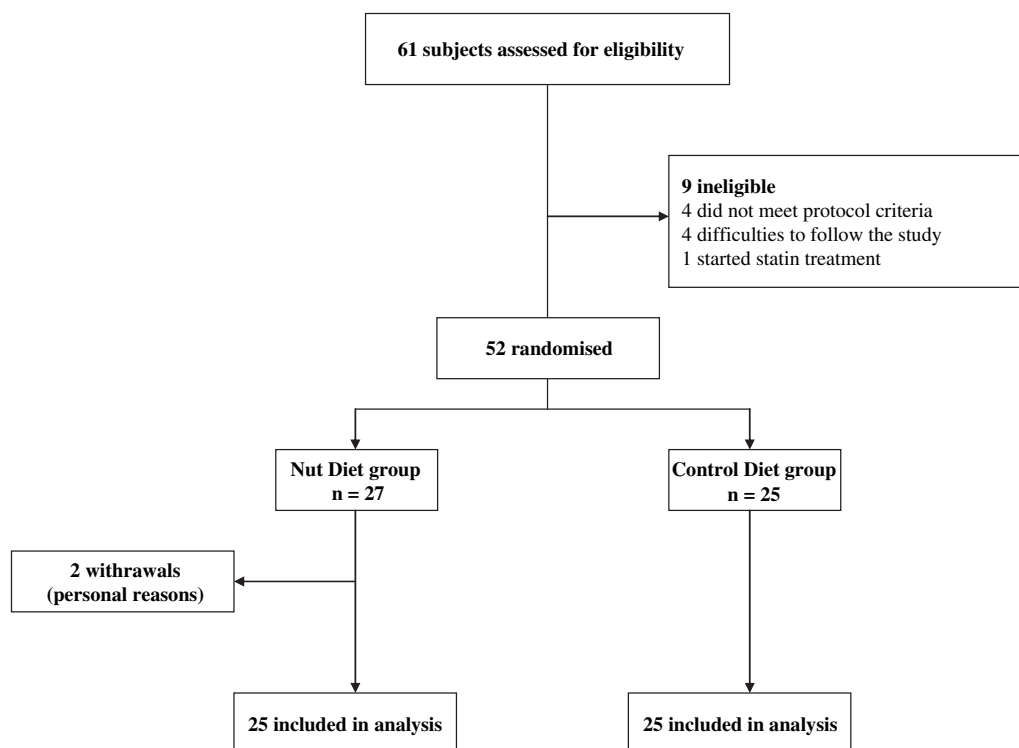 61 subjects assessed for eligibility
9 ineligible
4 did not meet protocol criteria
4 difficulties to follow the study
1 started statin treatment
52 randomised
Nut Diet group
n = 27
Control Diet group
n = 25
2 withrawals
(personal reasons)
25 included in analysis
25 included in analysis